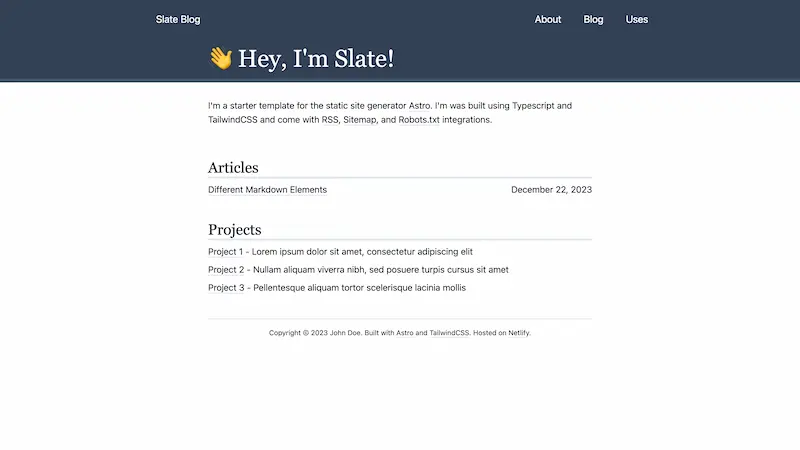 Slate Blog About Blog Uses
👋 Hey, I'm Slate!
I'm a starter template for the static site generator Astro. I'm was built using Typescript and
TailwindCSS and come with RSS, Sitemap, and Robots.txt integrations.
Articles
Different Markdown Elements December 22, 2023
Projects
Project 1 - Lorem ipsum dolor sit amet, consectetur adipiscing elit
Project 2 - Nullam aliquam viverra nibh, sed posuere turpis cursus sit amet
Project 3 - Pellentesque aliquam tortor scelerisque lacinia mollis
Copyright © 2023 John Doe. Built with Astro and TailwindCSS. Hosted on Netlify.